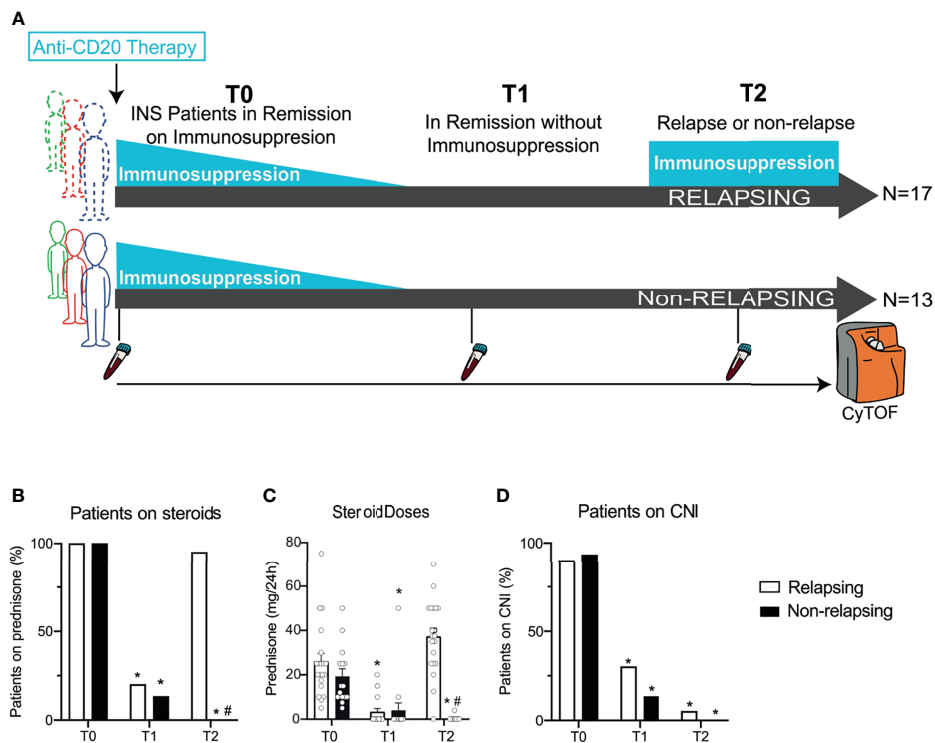 A
Anti-CD20 Therapy
T0
INS Patients in Remission
on Immunosuppresion
T1
In Remission without
Immunosuppression
T2
Relapse or non-relapse
Immunosuppression
Immunosuppression
RELAPSING
N=17
Immunosuppression
Non-RELAPSING
N=13
CyTOF
B
Patients on steroids
Patients on prednisone (%)
100
50
0
* *
* #
T0 T1 T2
C
Steroid Doses
Prednisone (mg/24h)
80
60
40
20
0
* *
* #
T0 T1 T2
D
Patients on CNI
Patients on CNI (%)
100
50
0
* *
* *
T0 T1 T2
Relapsing
Non-relapsing